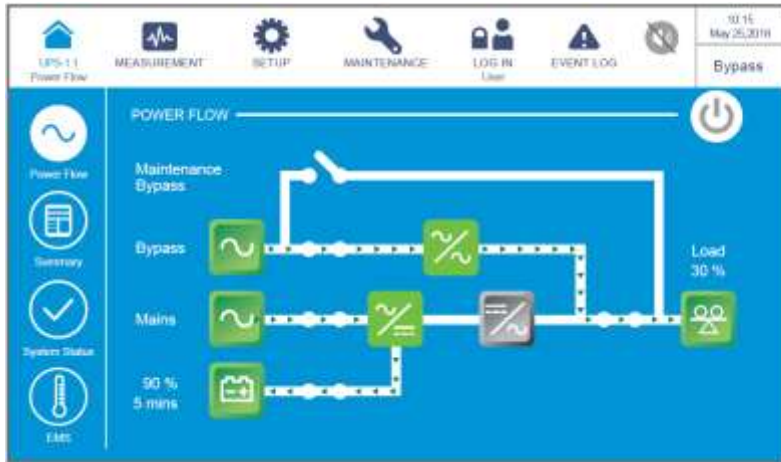 10:15
May 25,2018
UPS-1-1
Power Flow
MEASUREMENT
SETUP
MAINTENANCE
LOG IN
User
EVENT LOG
Bypass
POWER FLOW
Power Flow
Maintenance
Bypass
Summary
Bypass
Load
30 %
Mains
System Status
90 %
5 mins
EMS